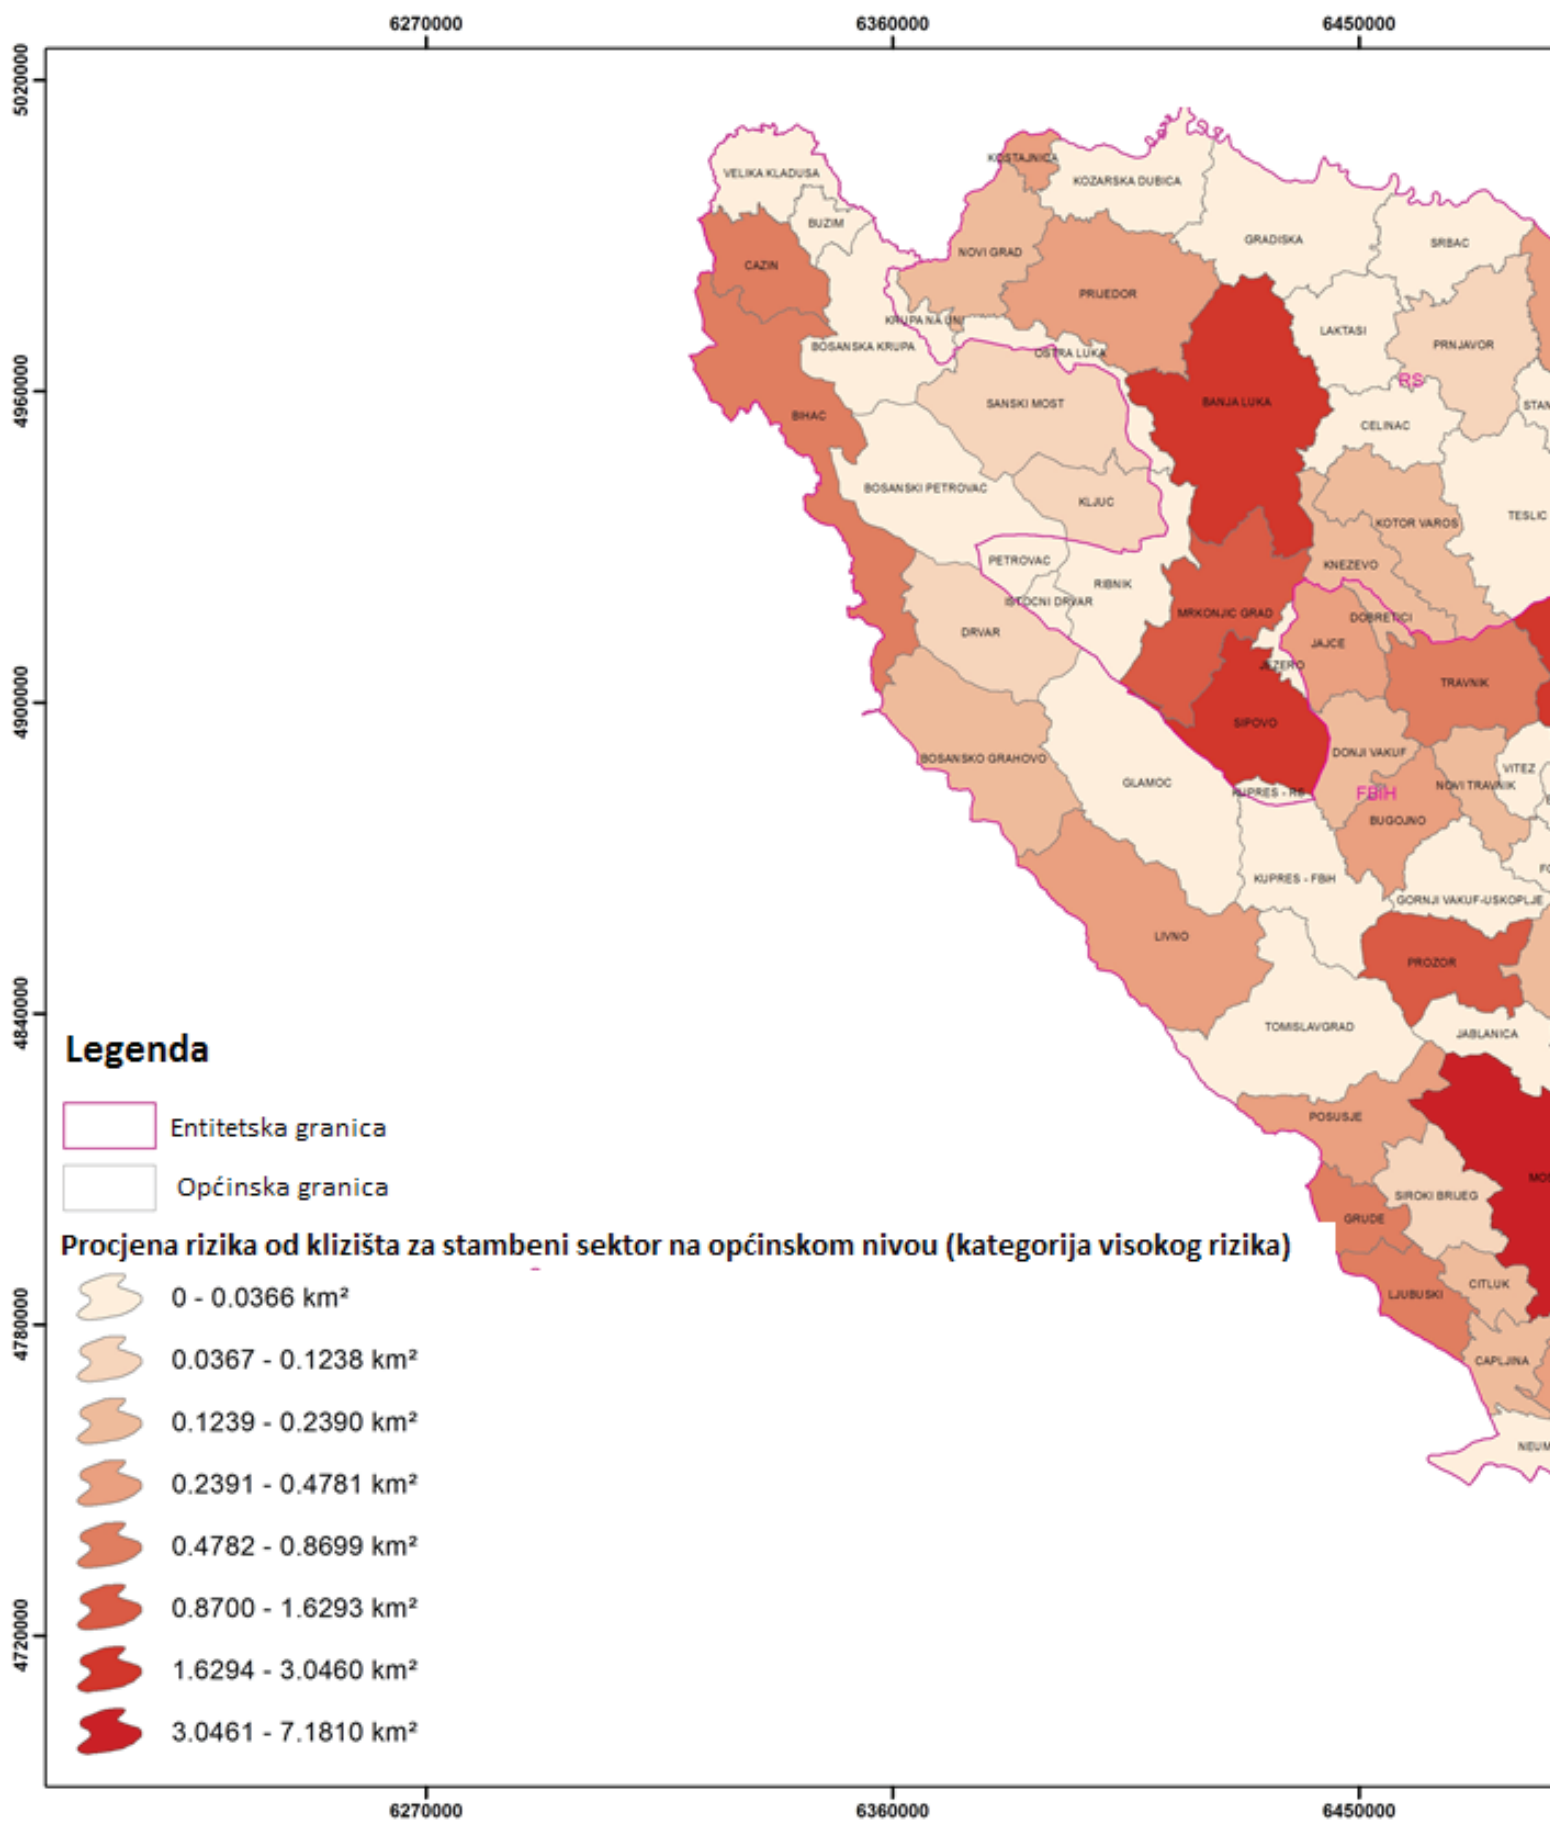 6270000 6360000 6450000
5020000
4960000
4900000
4840000
4780000
4720000
VELIKA KLADUSA
BUZIM
CAZIN
BOSANSKA KRUPA
BIHAC
KOSTAJNICA
KOZARSKA DUBICA
NOVI GRAD
PRIJEDOR
GRADISKA
SRBAC
KRUPA NA UNI
OSTRA LUKA
LAKTASI
PRNJAVOR
RS
SANSKI MOST
BANJA LUKA
CELINAC
STAN
BOSANSKI PETROVAC
KLJUC
KOTOR VAROS
TESLIC
PETROVAC
RIBNIK
KNEZEVO
ISTOCNI DRVAR
DRVAR
MRKONJIC GRAD
DOBRETICI
JAJCE
JEZERO
TRAVNIK
SIPOVO
BOSANSKO GRAHOVO
GLAMOC
DONJI VAKUF
VITEZ
KUPRES - RS
FBiH
NOVI TRAVNIK
BUGOJNO
KUPRES - FBiH
GORNJI VAKUF-USKOPLJE
LIVNO
PROZOR
TOMISLAVGRAD
JABLANICA
POSUSJE
SIROKI BRIJEG
GRUDE
LJUBUSKI
CITLUK
CAPLJINA
NEUM
Legenda
Entitetska granica
Općinska granica
Procjena rizika od klizišta za stambeni sektor na općinskom nivou (kategorija visokog rizika)
0 - 0.0366 km²
0.0367 - 0.1238 km²
0.1239 - 0.2390 km²
0.2391 - 0.4781 km²
0.4782 - 0.8699 km²
0.8700 - 1.6293 km²
1.6294 - 3.0460 km²
3.0461 - 7.1810 km²
6270000 6360000 6450000